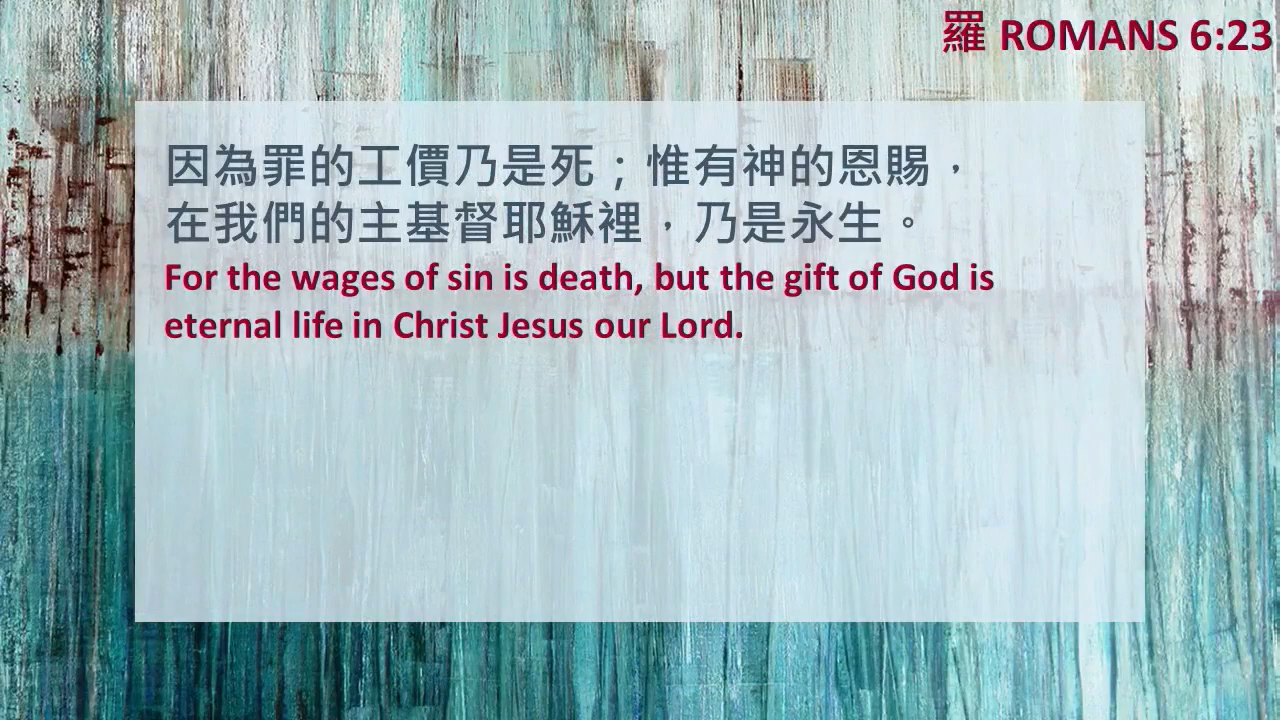 羅 ROMANS 6:23
因為罪的工價乃是死；惟有神的恩賜，
在我們的主基督耶穌裡，乃是永生。
For the wages of sin is death, but the gift of God is
eternal life in Christ Jesus our Lord.